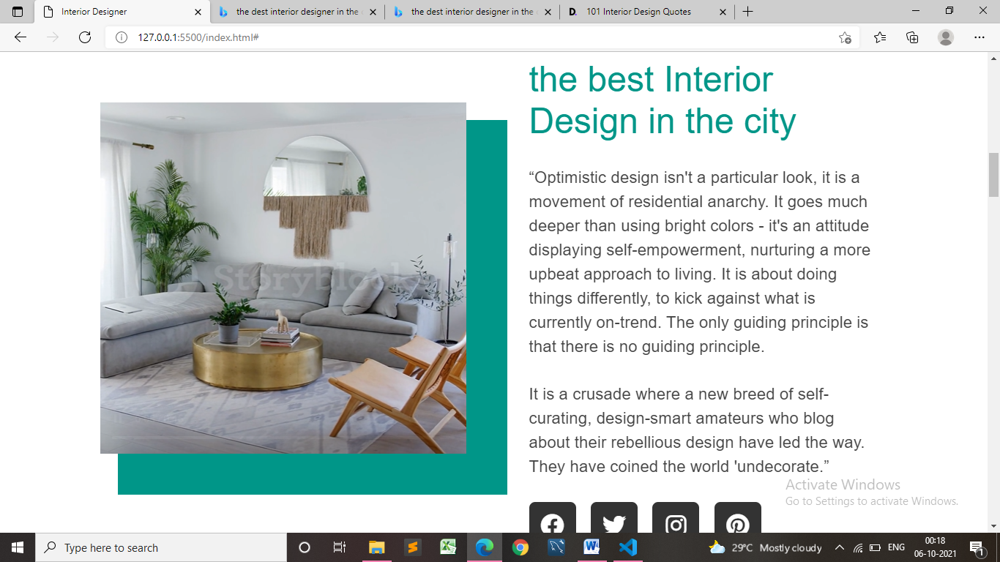 Interior Designer
the dest interior designer in the
the dest interior designer in the
D. 101 Interior Design Quotes
127.0.0.1:5500/index.html#
the best Interior
Design in the city
“Optimistic design isn't a particular look, it is a
movement of residential anarchy. It goes much
deeper than using bright colors - it's an attitude
displaying self-empowerment, nurturing a more
upbeat approach to living. It is about doing
things differently, to kick against what is
currently on-trend. The only guiding principle is
that there is no guiding principle.
It is a crusade where a new breed of self-
curating, design-smart amateurs who blog
about their rebellious design have led the way.
They have coined the world 'undecorate.”
Storyblocks
Activate Windows
Go to Settings to activate Windows.
Type here to search
29°C Mostly cloudy
ENG
00:18
06-10-2021
1